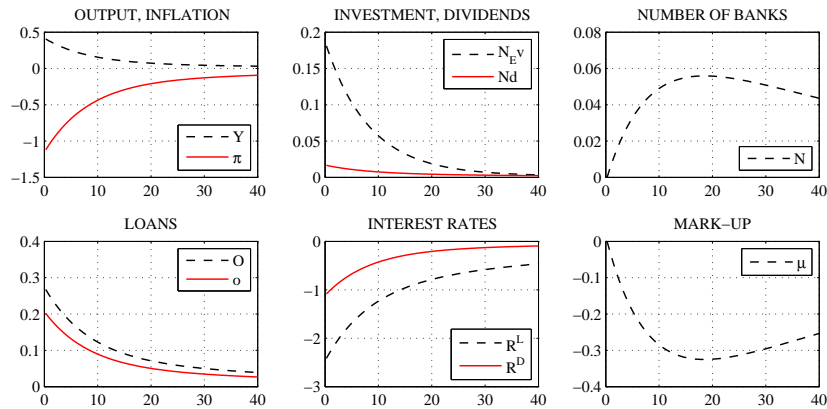 OUTPUT, INFLATION
0.5
0
−0.5
−1
−1.5
0 10 20 30 40
Y
π
INVESTMENT, DIVIDENDS
0.2
0.15
0.1
0.05
0
0 10 20 30 40
N_E v
Nd
NUMBER OF BANKS
0.08
0.06
0.04
0.02
0
0 10 20 30 40
N
LOANS
0.4
0.3
0.2
0.1
0
0 10 20 30 40
O
o
INTEREST RATES
0
−1
−2
−3
0 10 20 30 40
R^L
R^D
MARK−UP
0
−0.1
−0.2
−0.3
−0.4
0 10 20 30 40
μ